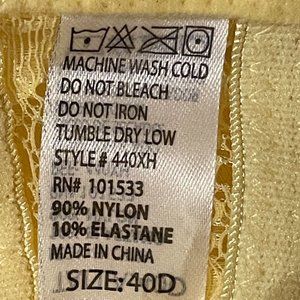 MACHINE WASH COLD
DO NOT BLEACH
DO NOT IRON
TUMBLE DRY LOW
STYLE # 440XH
RN# 101533
90% NYLON
10% ELASTANE
MADE IN CHINA
SIZE:40D